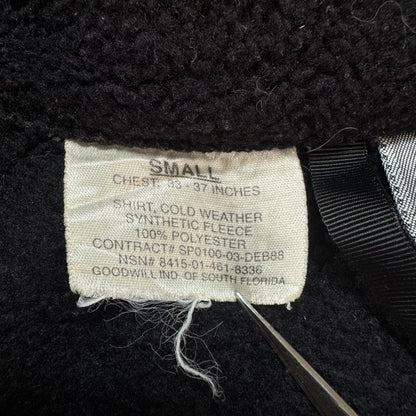 SMALL
CHEST: 33 - 37 INCHES
SHIRT, COLD WEATHER
SYNTHETIC FLEECE
100% POLYESTER
CONTRACT# SP0100-03-DEB88
NSN# 8415-01-461-8336
GOODWILL IND. OF SOUTH FLORIDA